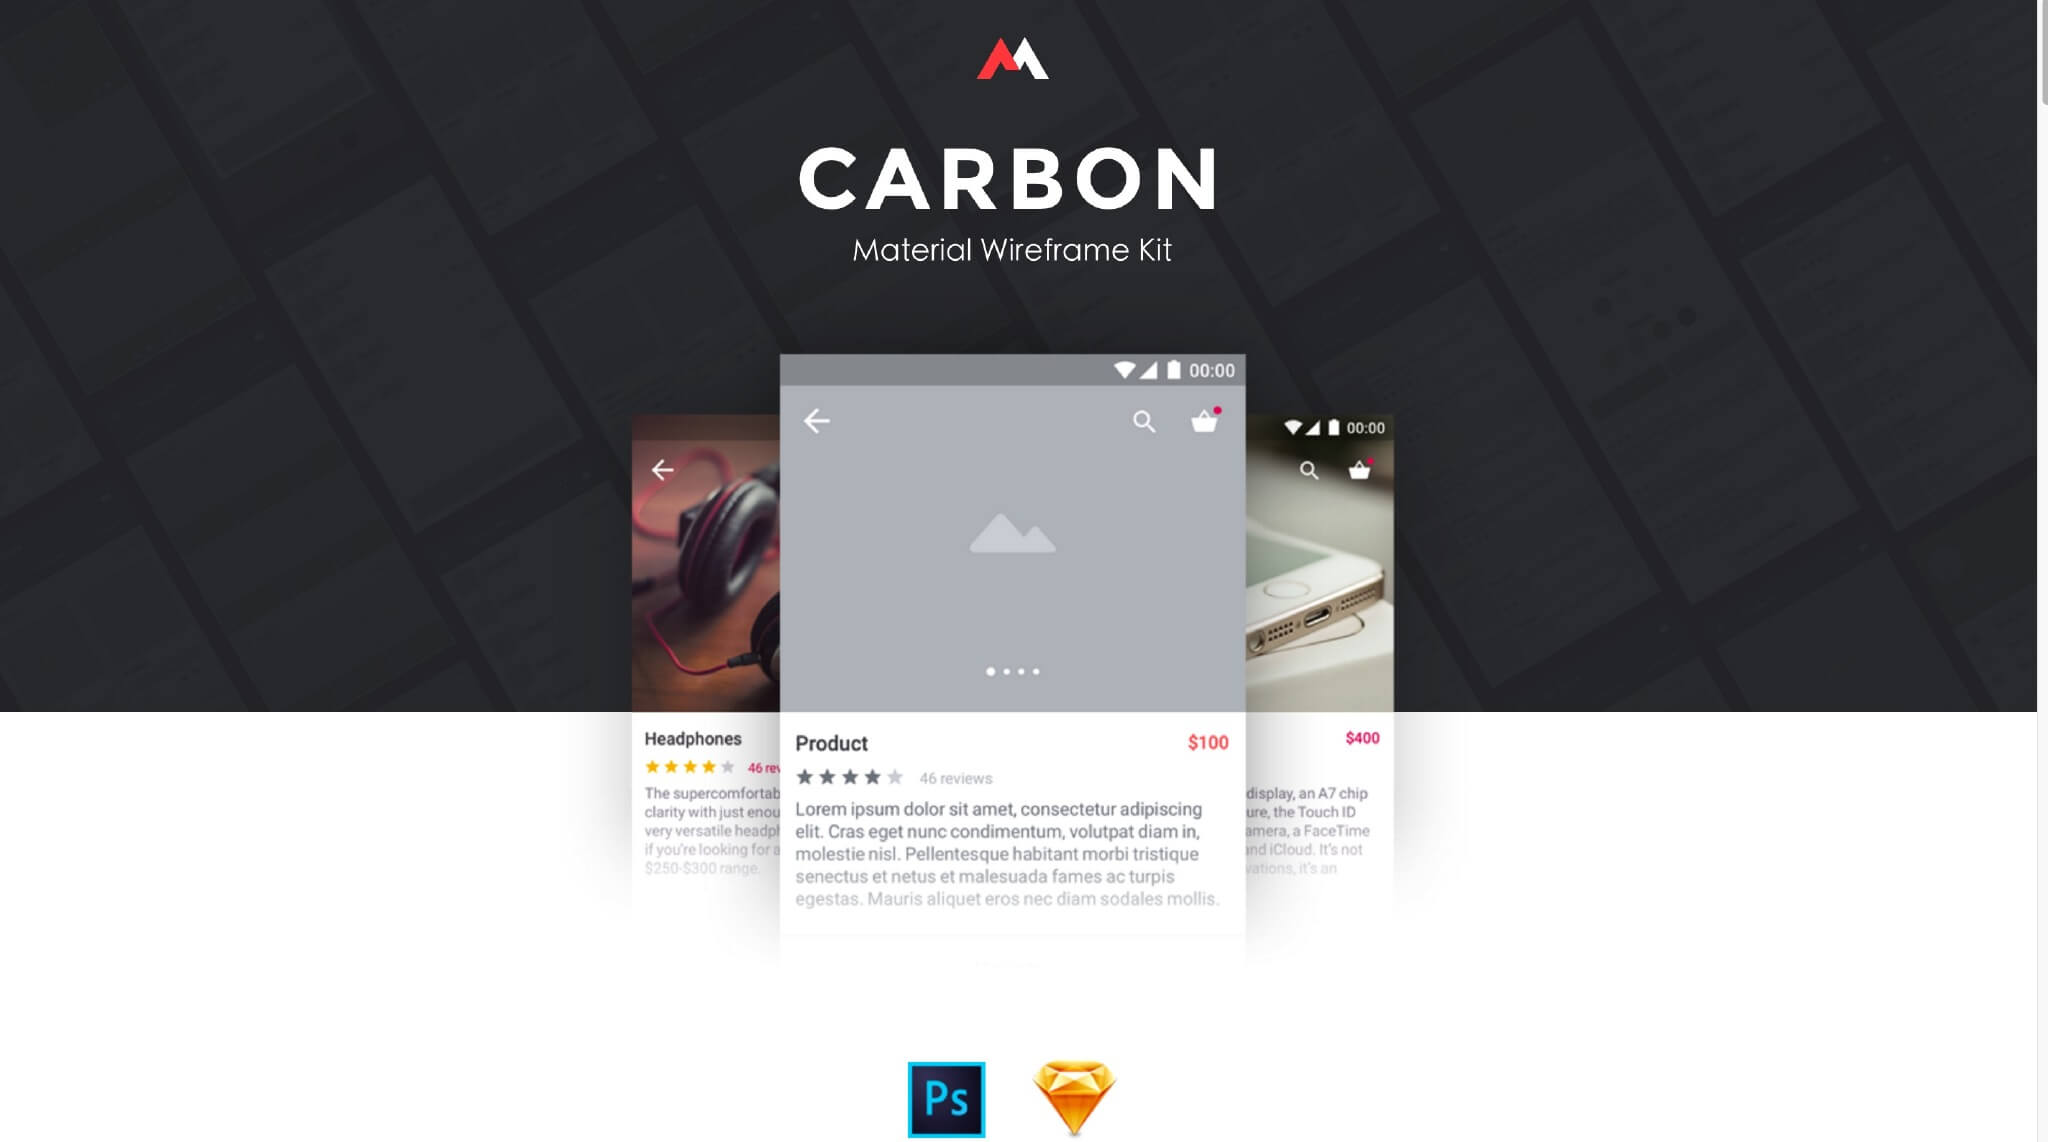 CARBON
Material Wireframe Kit
00:00
00:00
Headphones
46 rev
The supercomfortab
clarity with just enou
very versatile headph
if you're looking for a
$250-$300 range.
Product
$100
46 reviews
Lorem ipsum dolor sit amet, consectetur adipiscing
elit. Cras eget nunc condimentum, volutpat diam in,
molestie nisl. Pellentesque habitant morbi tristique
senectus et netus et malesuada fames ac turpis
egestas. Mauris aliquet eros nec diam sodales mollis.
$400
display, an A7 chip
ure, the Touch ID
amera, a FaceTime
and iCloud. It's not
vations, it's an
Ps